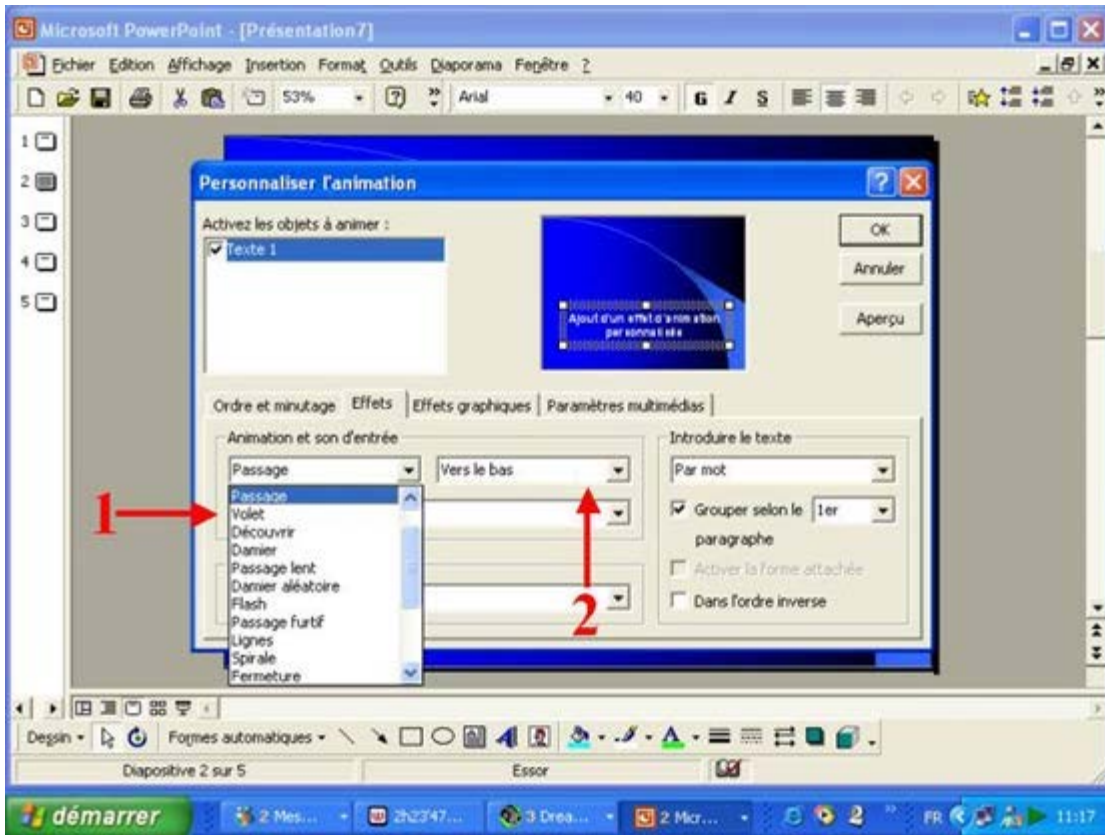 Microsoft PowerPoint - [Présentation7]
Fichier Edition Affichage Insertion Format Outils Diaporama Fenêtre ?
53% Arial 40 G I S
1
2
3
4
5
Personnaliser l'animation
Activez les objets à animer :
Texte 1
Ajout d'un effet d'animation
personnalisée
OK
Annuler
Aperçu
Ordre et minutage Effets Effets graphiques Paramètres multimédias
Animation et son d'entrée
Introduire le texte
Passage Vers le bas Par mot
Passage
Volet
Découvrir
Damier
Passage lent
Damier aléatoire
Flash
Passage furtif
Lignes
Spirale
Fermeture
1
2
Grouper selon le 1er
paragraphe
Activer la forme attachée
Dans l'ordre inverse
Dessin Formes automatiques
Diapositive 2 sur 5 Essor
démarrer 2 Mes... 2h23'47... 3 Drea... 2 Micr... FR 11:17